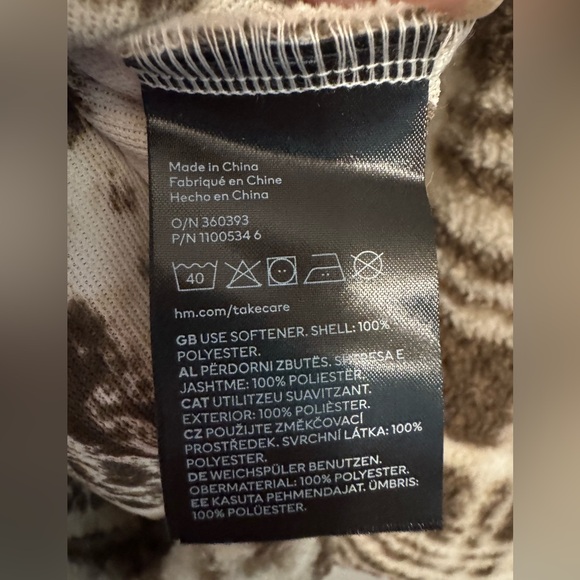 Made in China
Fabriqué en Chine
Hecho en China
O/N 360393
P/N 1100534 6
40
hm.com/takecare
GB USE SOFTENER. SHELL: 100%
POLYESTER.
AL PËRDORNI ZBUTËS. SHTRESA E
JASHTME: 100% POLIESTËR.
CAT UTILITZEU SUAVITZANT.
EXTERIOR: 100% POLIÈSTER.
CZ POUŽIJTE ZMĚKČOVACÍ
PROSTŘEDEK. SVRCHNÍ LÁTKA: 100%
POLYESTER.
DE WEICHSPÜLER BENUTZEN.
OBERMATERIAL: 100% POLYESTER.
EE KASUTA PEHMENDAJAT. ÜMBRIS:
100% POLÜESTER.